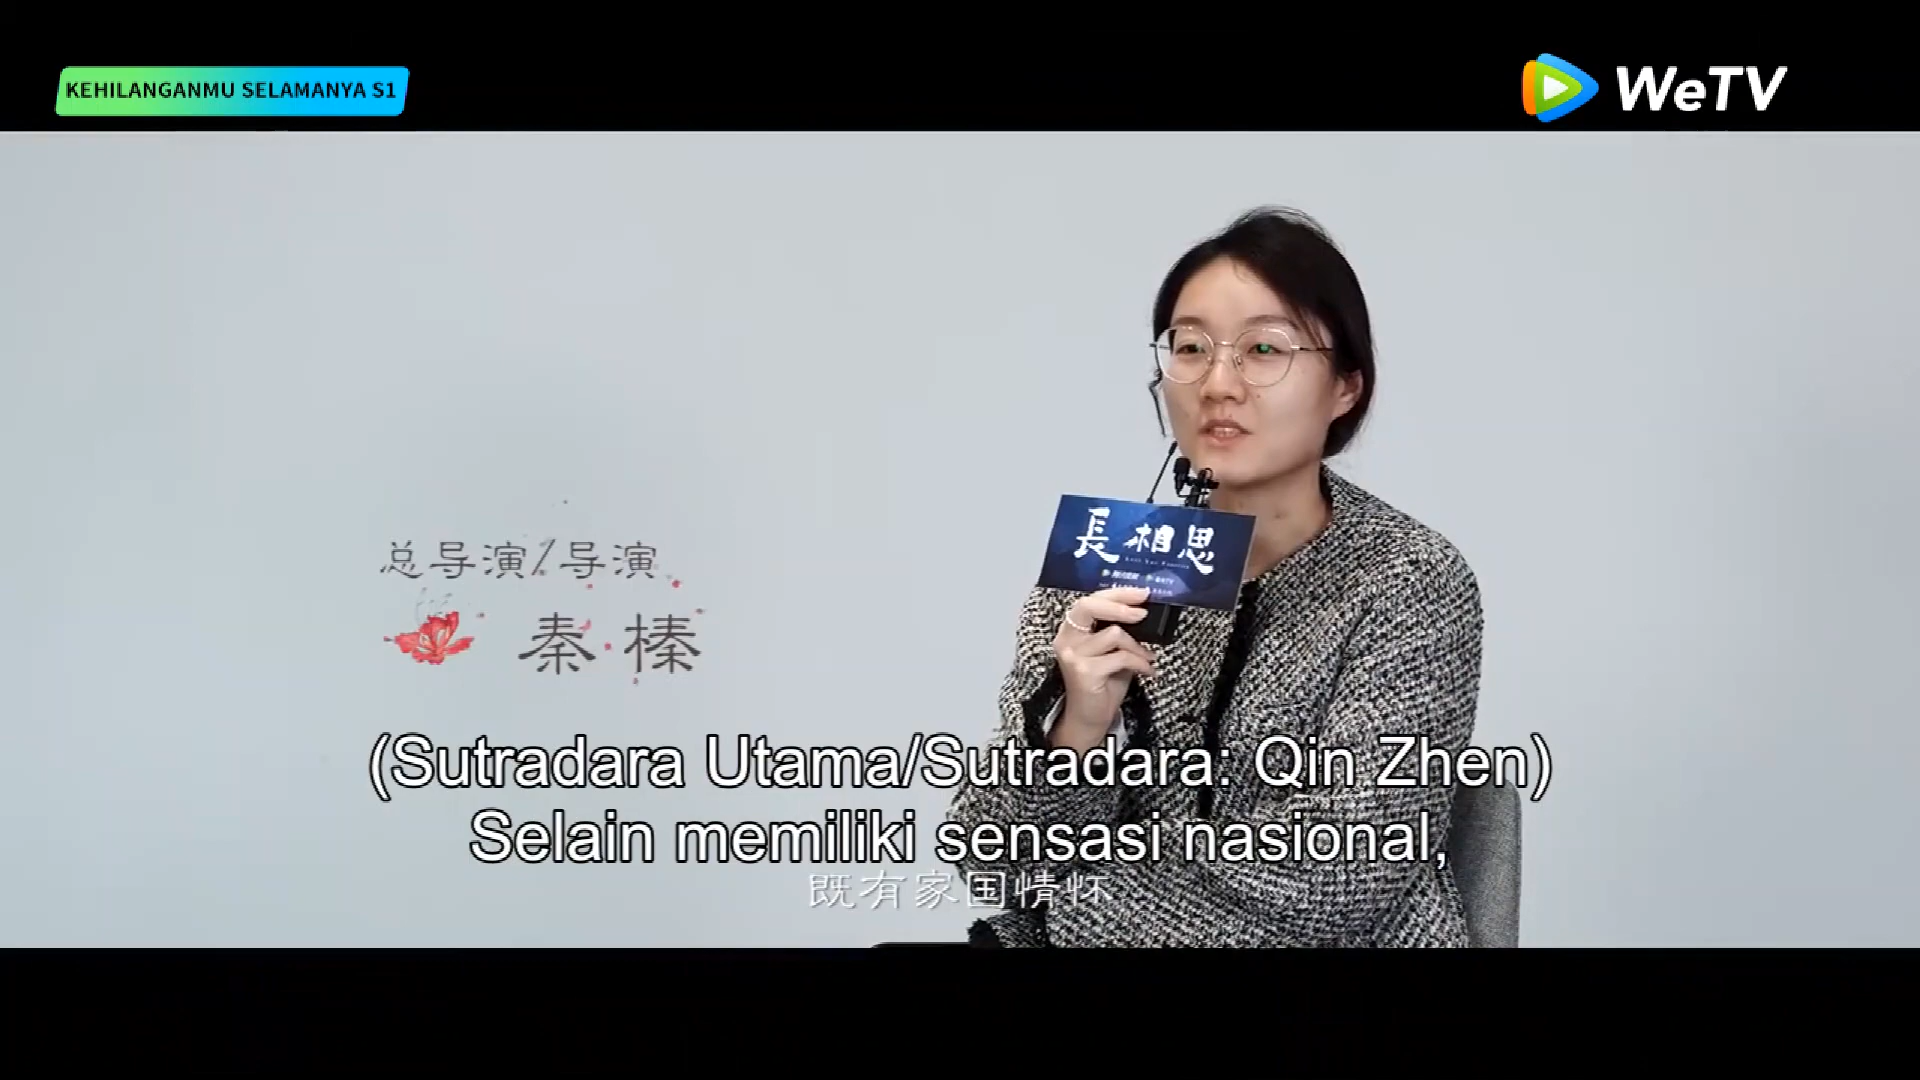 KEHILANGANMU SELAMANYA S1
WeTV
長相思
总导演/导演
秦榛
(Sutradara Utama/Sutradara: Qin Zhen)
Selain memiliki sensasi nasional,
既有家国情怀